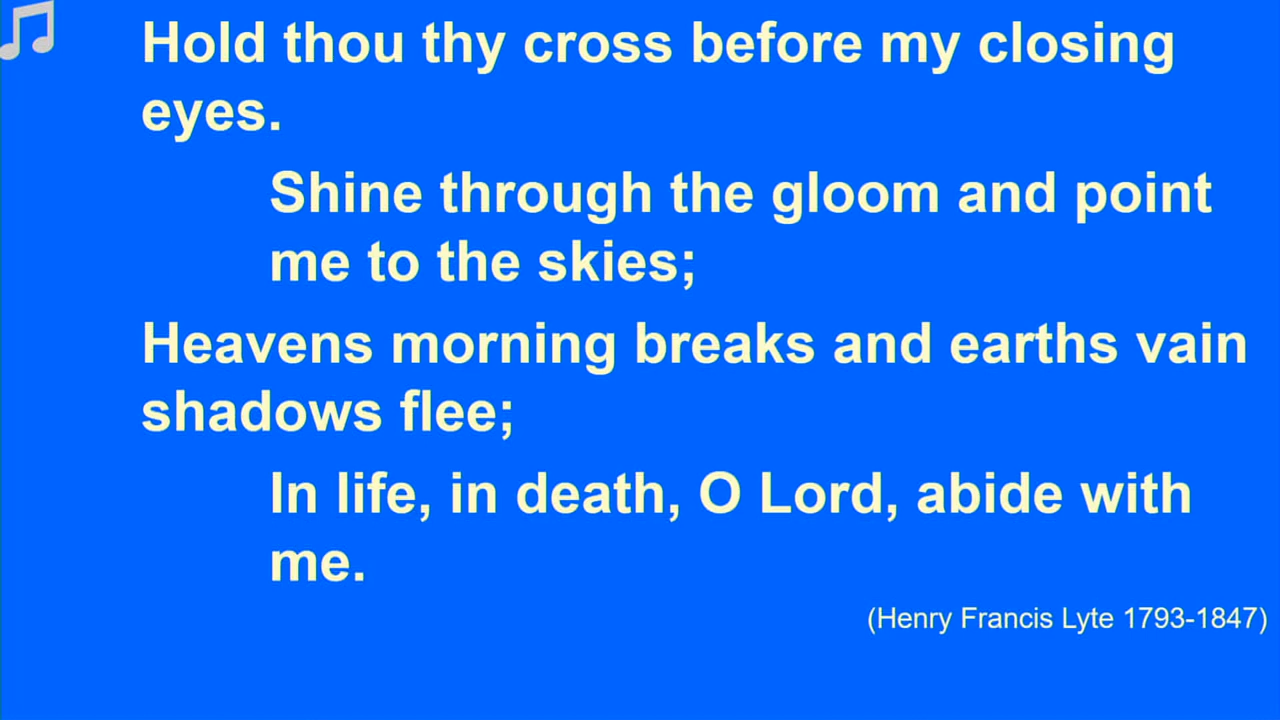 Hold thou thy cross before my closing
eyes.
Shine through the gloom and point
me to the skies;
Heavens morning breaks and earths vain
shadows flee;
In life, in death, O Lord, abide with
me.
(Henry Francis Lyte 1793-1847)